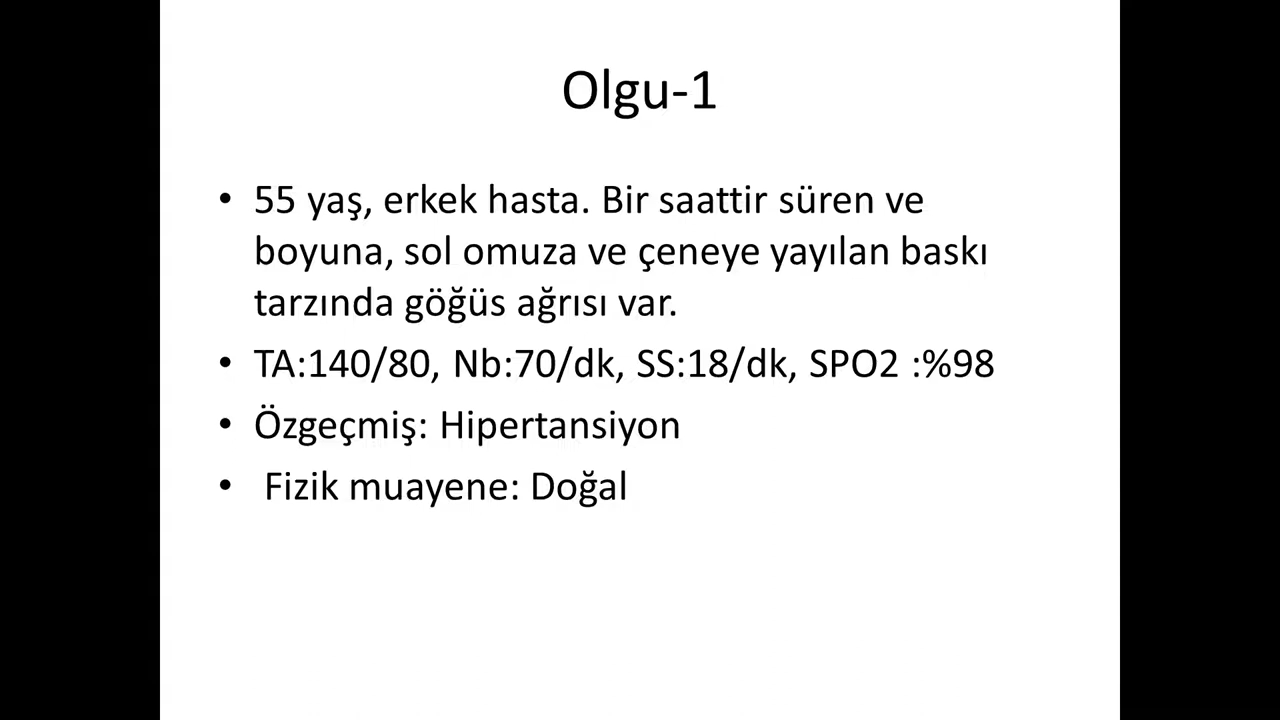 Olgu-1
• 55 yaş, erkek hasta. Bir saattir süren ve
boyuna, sol omuza ve çeneye yayılan baskı
tarzında göğüs ağrısı var.
• TA:140/80, Nb:70/dk, SS:18/dk, SPO2 :%98
• Özgeçmiş: Hipertansiyon
• Fizik muayene: Doğal